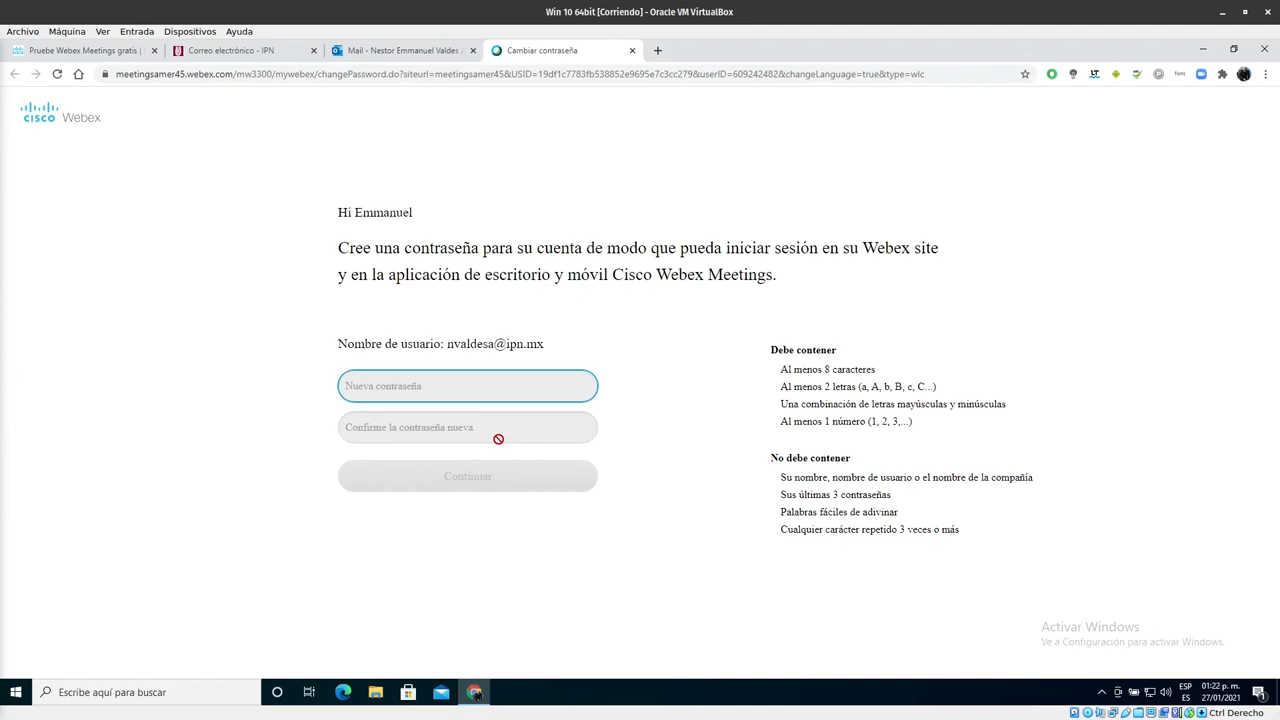 Win 10 64bit [Corriendo] - Oracle VM VirtualBox
Archivo Máquina Ver Entrada Dispositivos Ayuda
Pruebe Webex Meetings gratis | Correo electrónico - IPN Mail - Nestor Emmanuel Valdes Cambiar contraseña
meetingsamer45.webex.com/mw3300/mywebex/changePassword.do?siteurl=meetingsamer45&USID=19df1c7783fb538852e9695e7c3cc279&userID=609242482&changeLanguage=true&type=wlc
CISCO Webex
Hi Emmanuel
Cree una contraseña para su cuenta de modo que pueda iniciar sesión en su Webex site
y en la aplicación de escritorio y móvil Cisco Webex Meetings.
Nombre de usuario: nvaldesa@ipn.mx
Nueva contraseña
Confirme la contraseña nueva
Continuar
Debe contener
Al menos 8 caracteres
Al menos 2 letras (a, A, b, B, c, C...)
Una combinación de letras mayúsculas y minúsculas
Al menos 1 número (1, 2, 3,...)
No debe contener
Su nombre, nombre de usuario o el nombre de la compañía
Sus últimas 3 contraseñas
Palabras fáciles de adivinar
Cualquier carácter repetido 3 veces o más
Activar Windows
Ve a Configuración para activar Windows.
Escribe aquí para buscar
ESP 01:22 p. m.
ES 27/01/2021
Ctrl Derecho